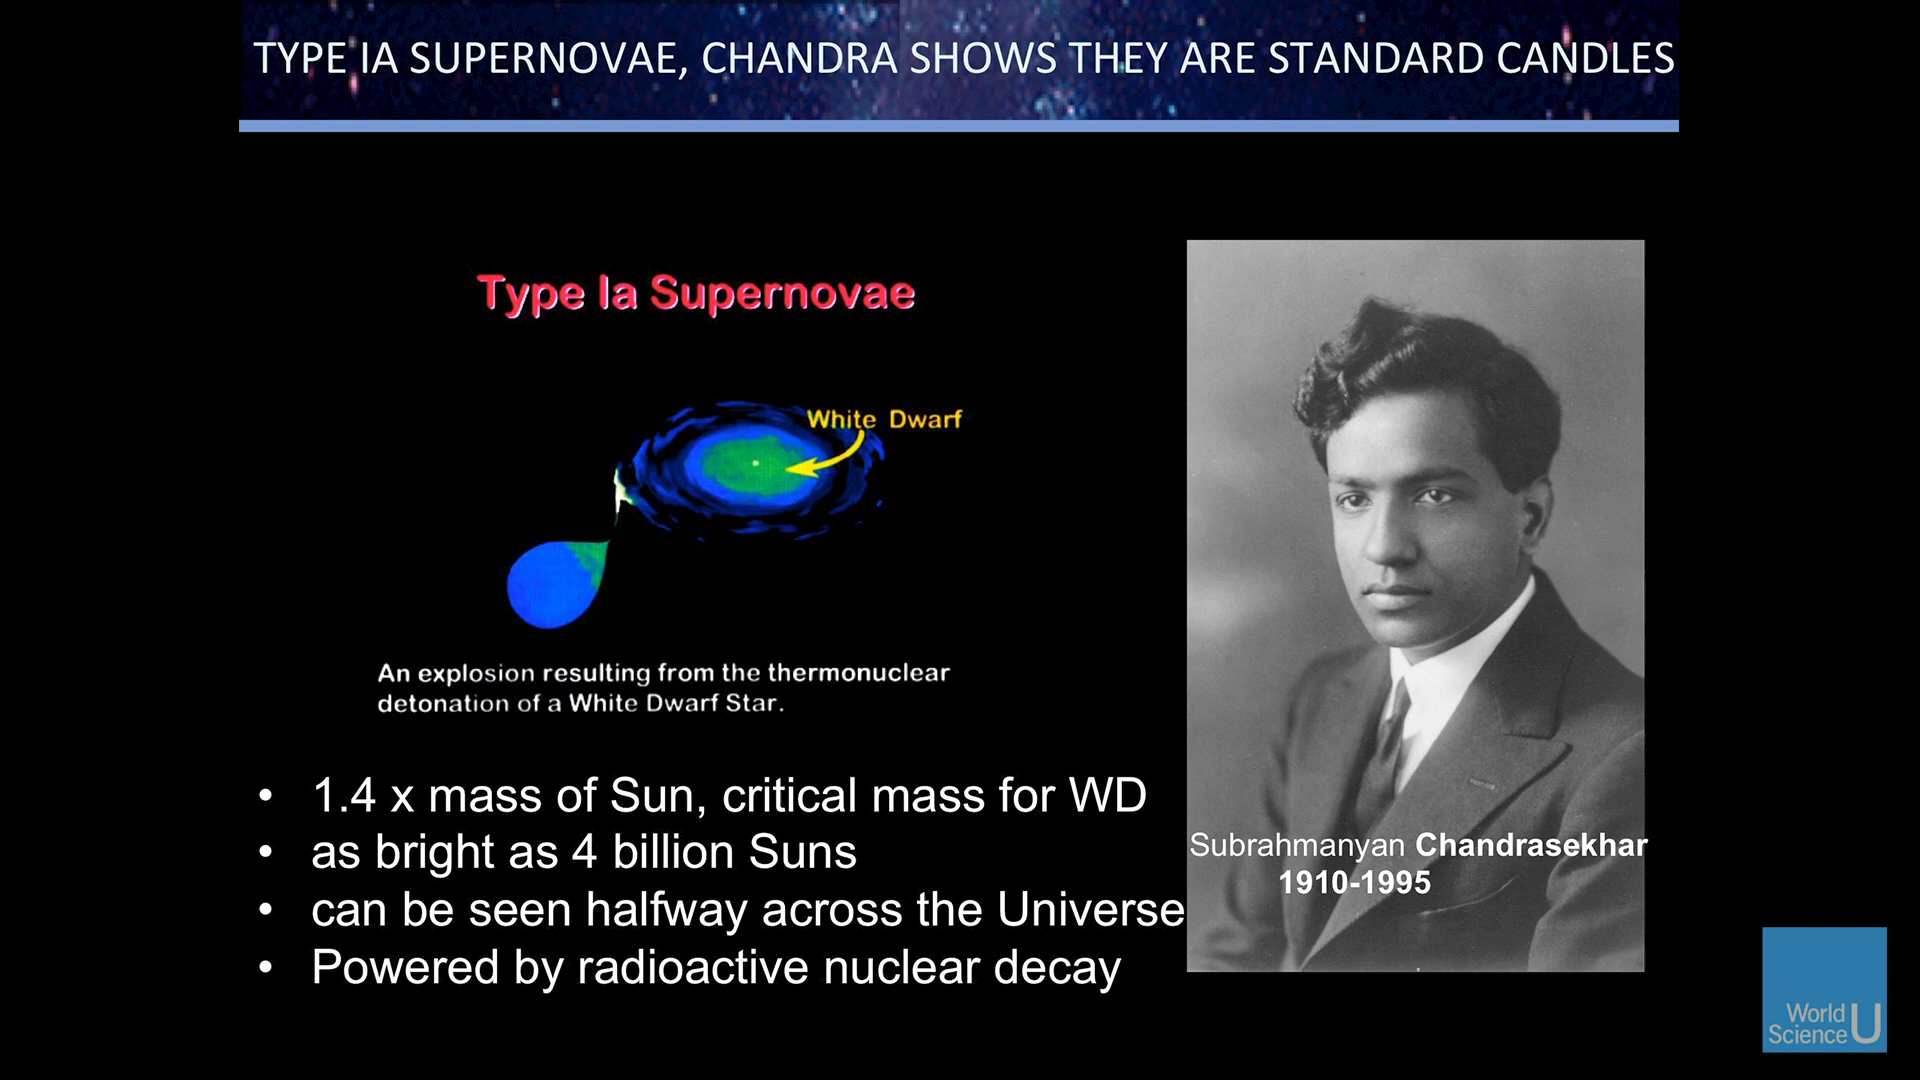 TYPE IA SUPERNOVAE, CHANDRA SHOWS THEY ARE STANDARD CANDLES
Type Ia Supernovae
White Dwarf
An explosion resulting from the thermonuclear
detonation of a White Dwarf Star.
• 1.4 x mass of Sun, critical mass for WD
• as bright as 4 billion Suns
• can be seen halfway across the Universe
• Powered by radioactive nuclear decay
Subrahmanyan Chandrasekhar
1910-1995
World
Science U